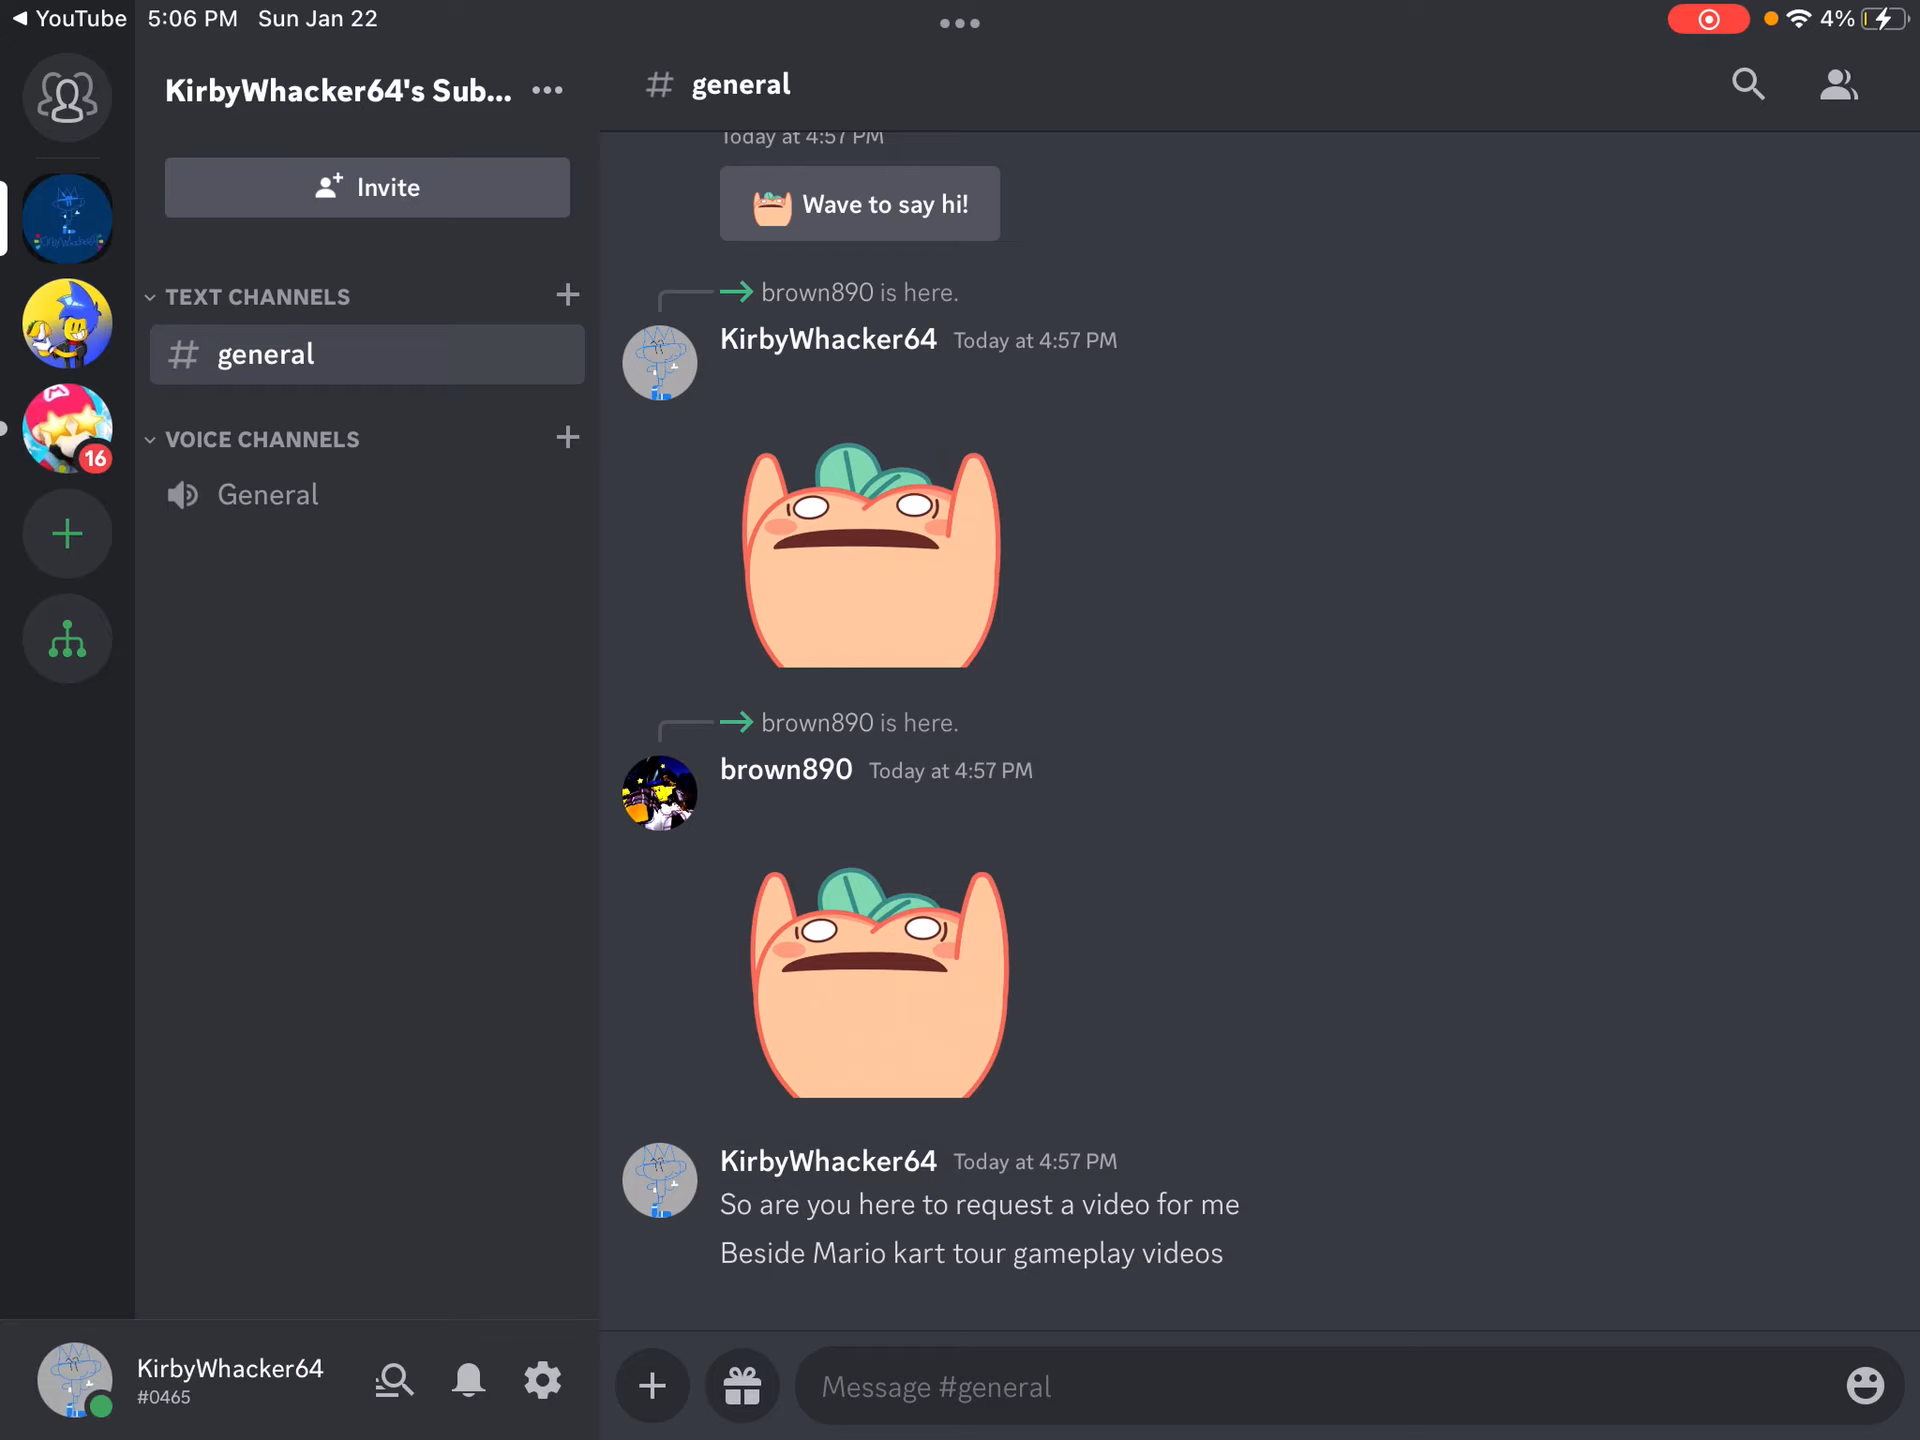 YouTube 5:06 PM Sun Jan 22
4%
KirbyWhacker64's Sub...
Invite
TEXT CHANNELS
general
VOICE CHANNELS
General
16
KirbyWhacker64
#0465
# general
Today at 4:57 PM
Wave to say hi!
brown890 is here.
KirbyWhacker64 Today at 4:57 PM
brown890 is here.
brown890 Today at 4:57 PM
KirbyWhacker64 Today at 4:57 PM
So are you here to request a video for me
Beside Mario kart tour gameplay videos
Message #general